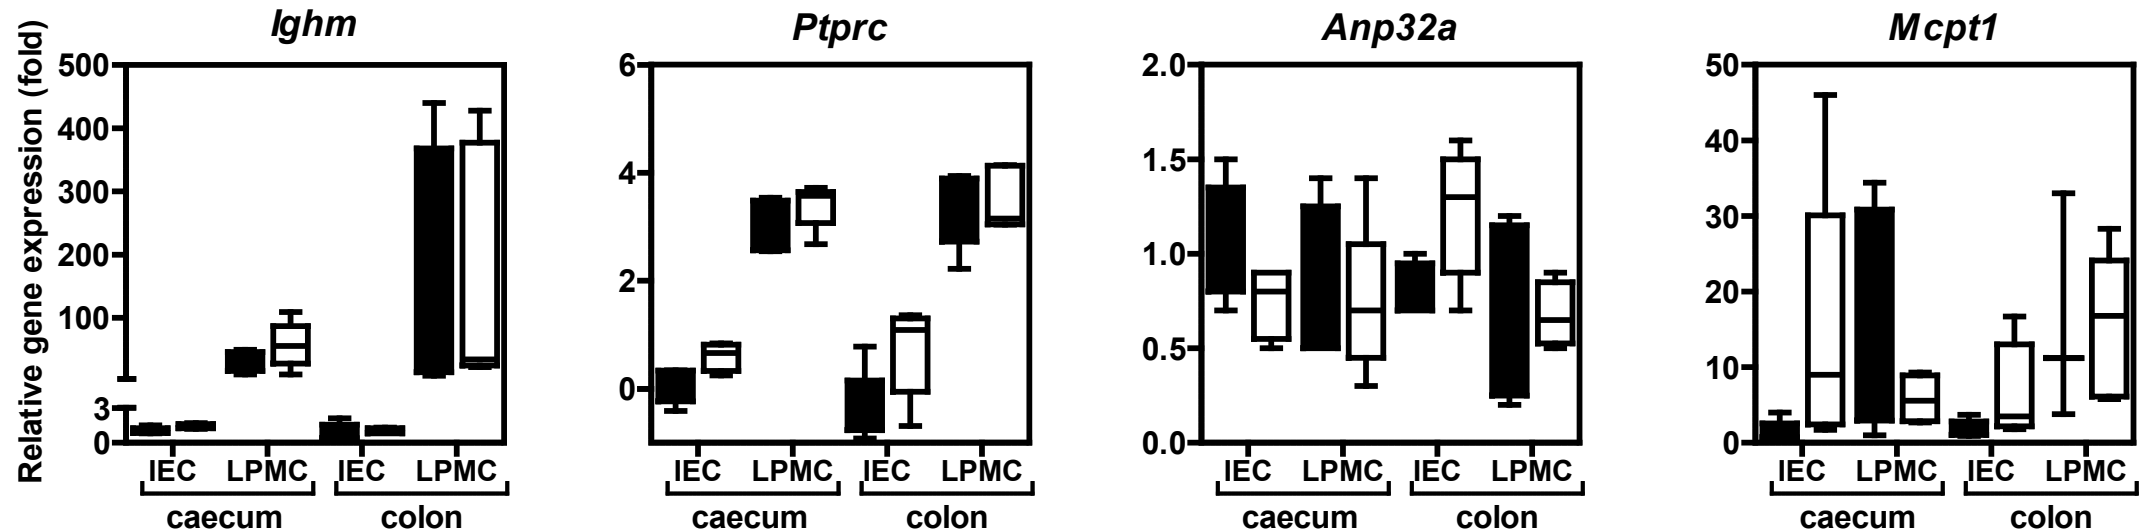 Relative gene expression (fold)
Ighm
500
400
300
200
100
3
0
IEC LPMC IEC LPMC
caecum colon
Ptprc
6
4
2
0
IEC LPMC IEC LPMC
caecum colon
Anp32a
2.0
1.5
1.0
0.5
0.0
IEC LPMC IEC LPMC
caecum colon
Mcpt1
50
40
30
20
10
0
IEC LPMC IEC LPMC
caecum colon